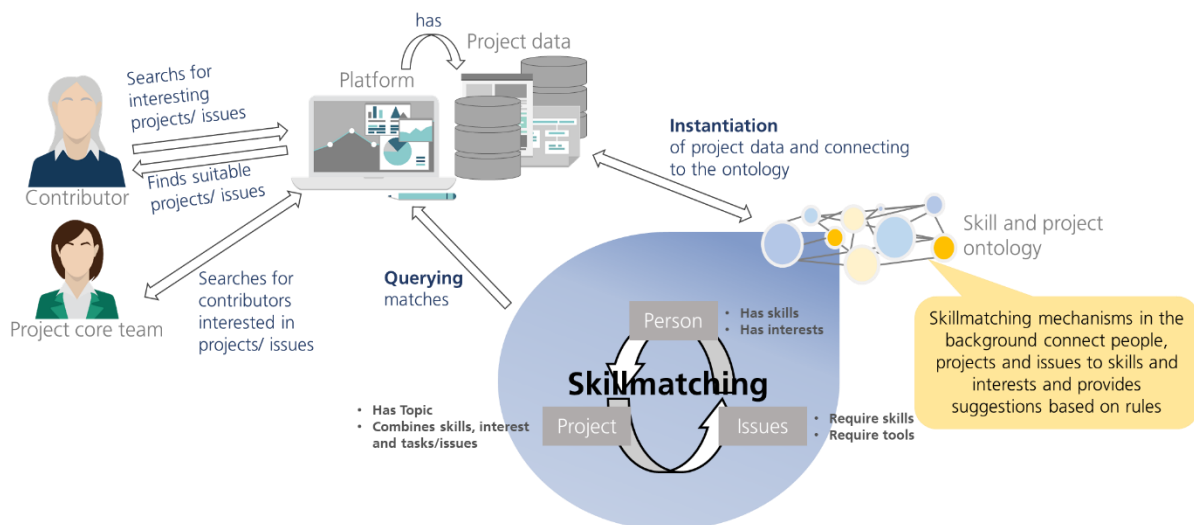 has
Project data
Platform
Searchs for
interesting
projects/ issues
Finds suitable
projects/ issues
Contributor
Instantiation
of project data and connecting
to the ontology
Skill and project
ontology
Searches for
contributors
interested in
projects/ issues
Project core team
Querying
matches
Person
• Has skills
• Has interests
Skillmatching
• Has Topic
• Combines skills, interest
and tasks/issues
Project
Issues
• Require skills
• Require tools
Skillmatching mechanisms in the
background connect people,
projects and issues to skills and
interests and provides
suggestions based on rules